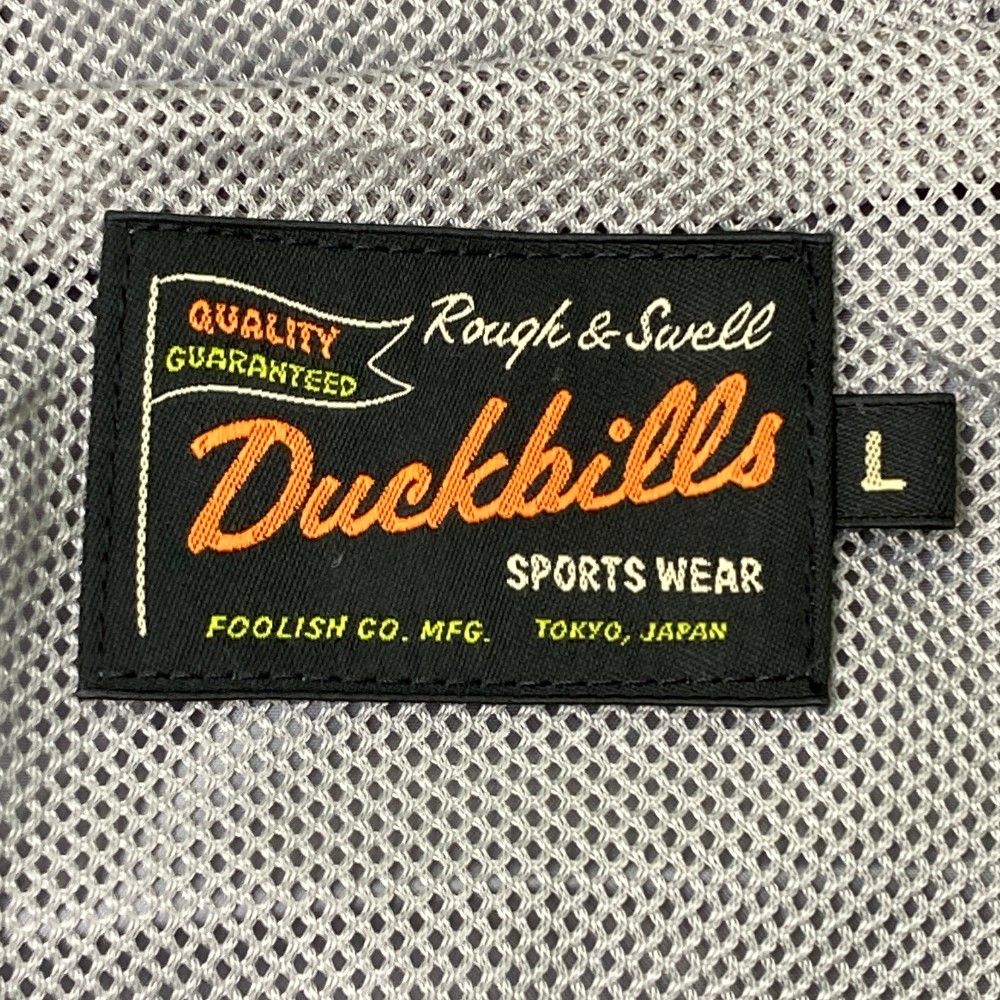 QUALITY
GUARANTEED
Rough & Swell
Duckbills
L
SPORTS WEAR
FOOLISH CO. MFG. TOKYO, JAPAN